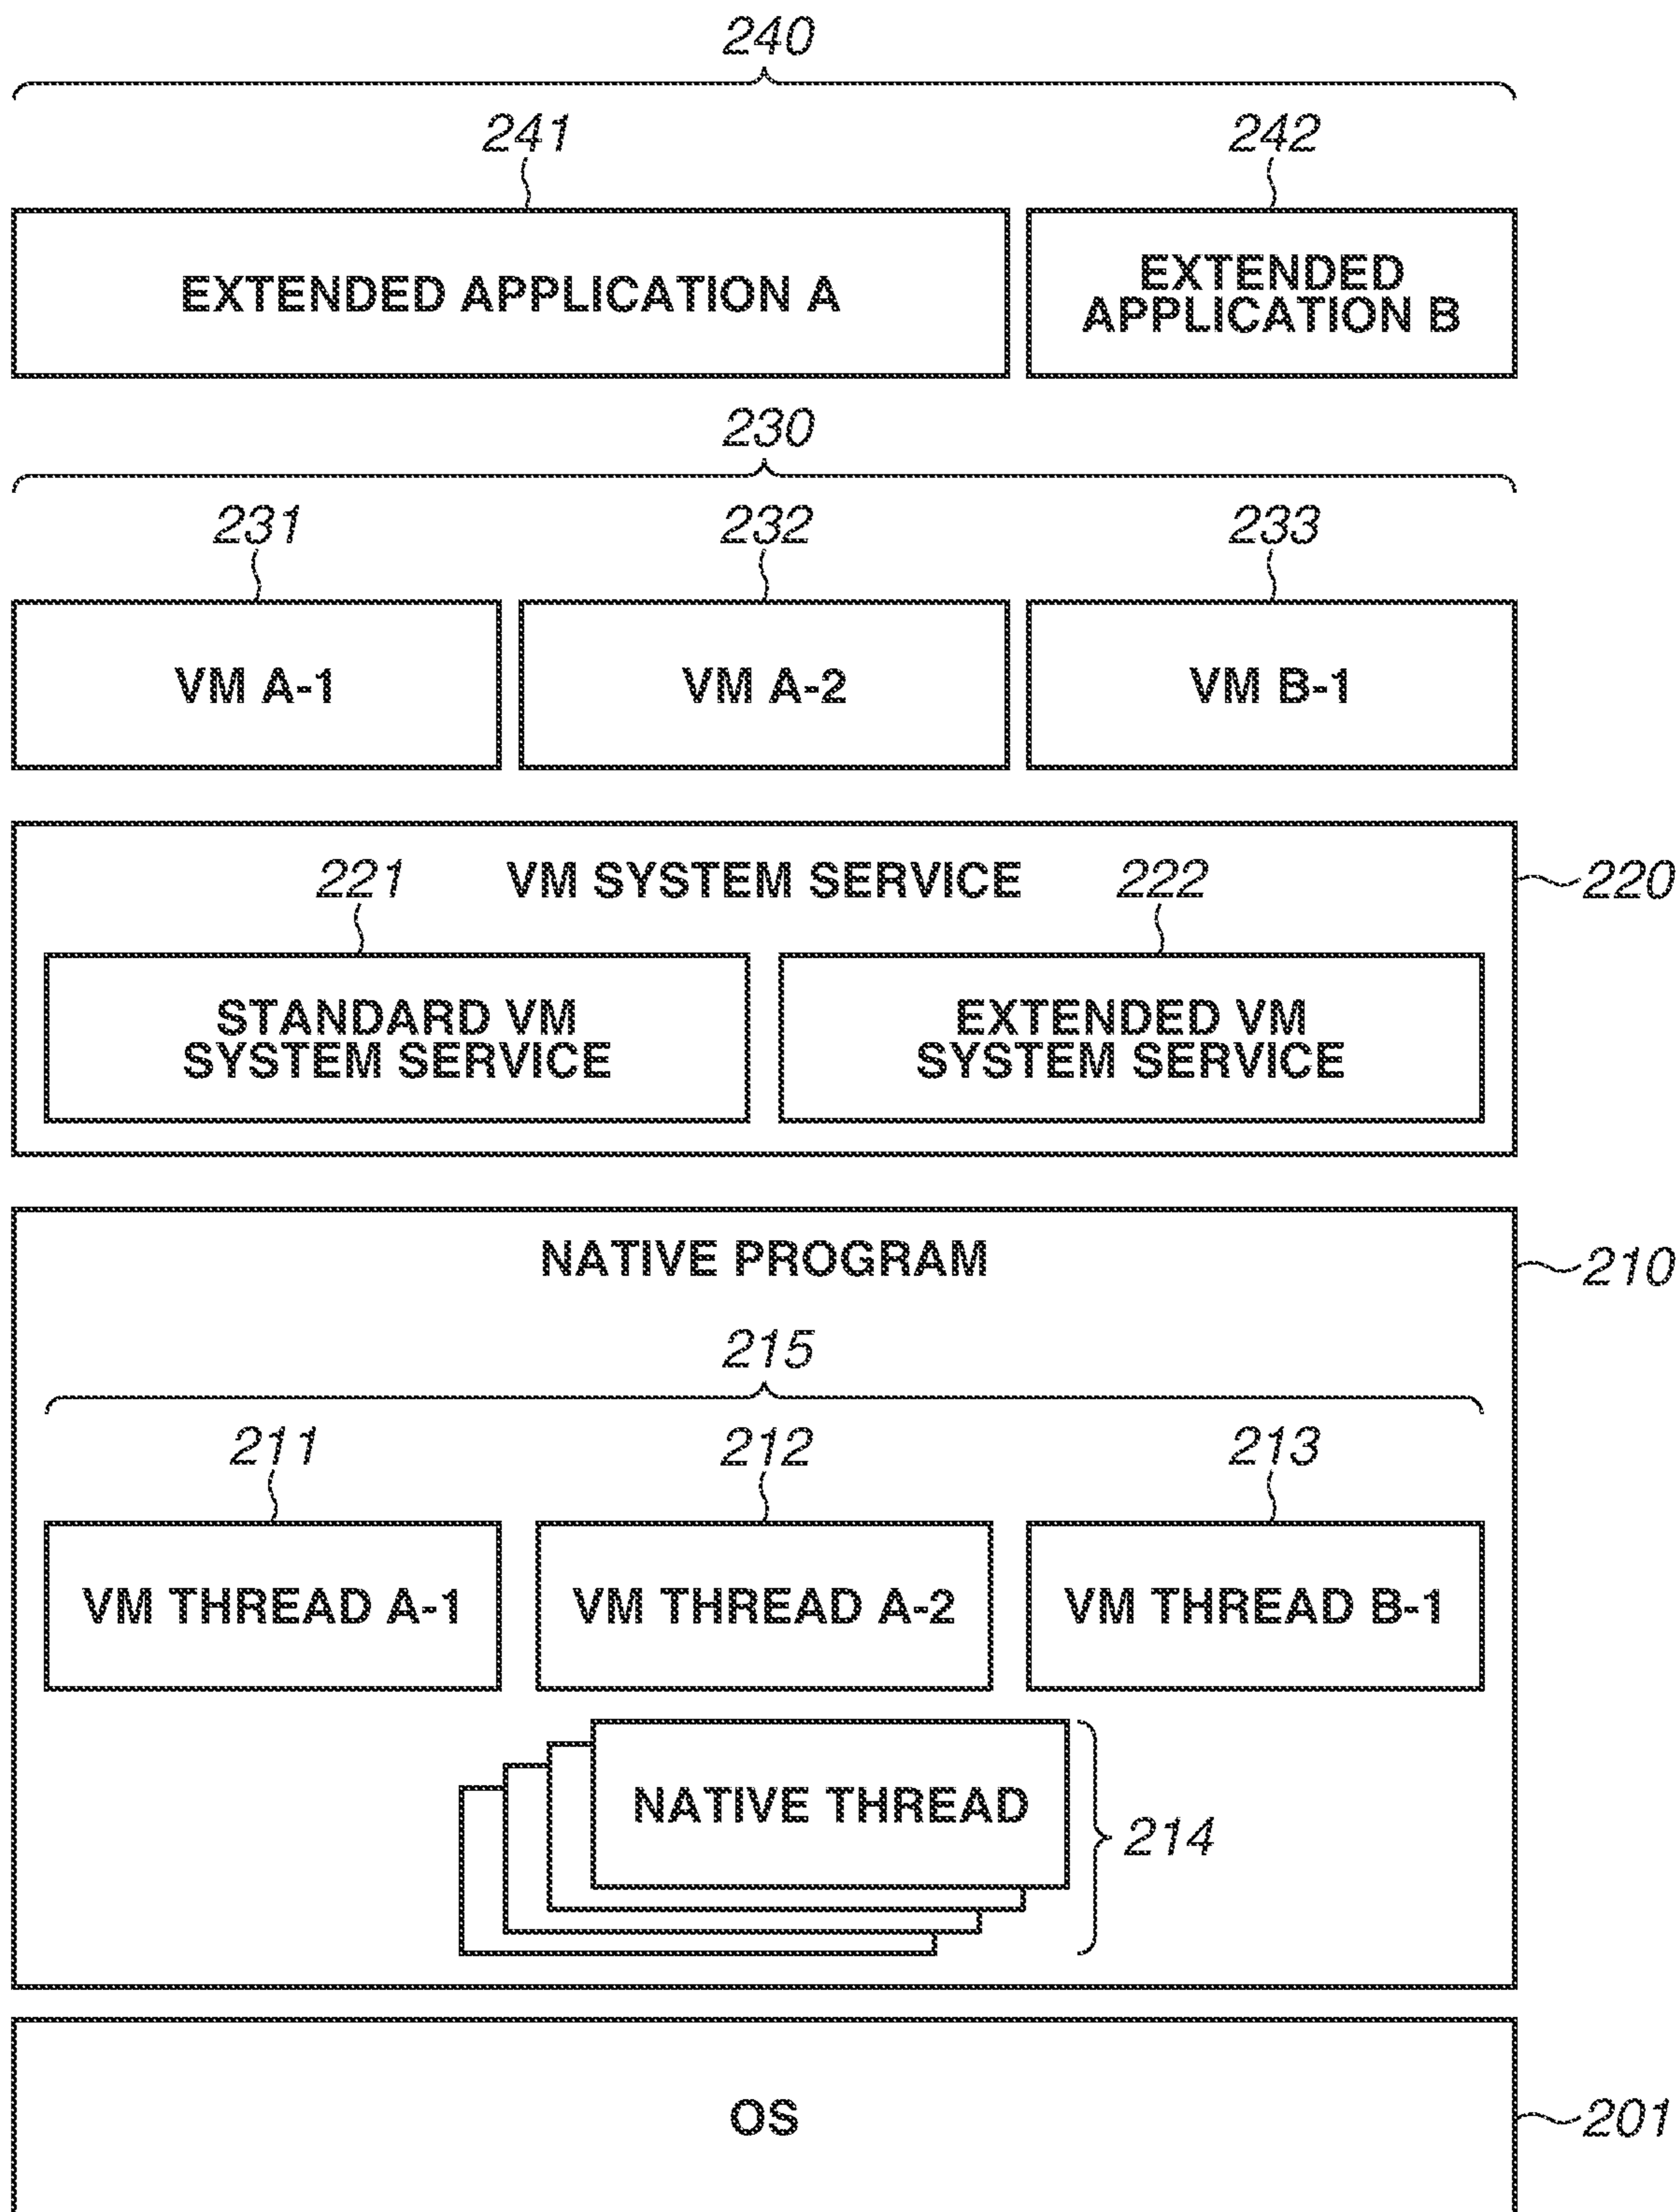 240
241
242
EXTENDED APPLICATION A
EXTENDED
APPLICATION B
230
231
232
233
VM A-1
VM A-2
VM B-1
221
VM SYSTEM SERVICE
222
220
STANDARD VM
SYSTEM SERVICE
EXTENDED VM
SYSTEM SERVICE
NATIVE PROGRAM
210
215
211
212
213
VM THREAD A-1
VM THREAD A-2
VM THREAD B-1
NATIVE THREAD
214
OS
201